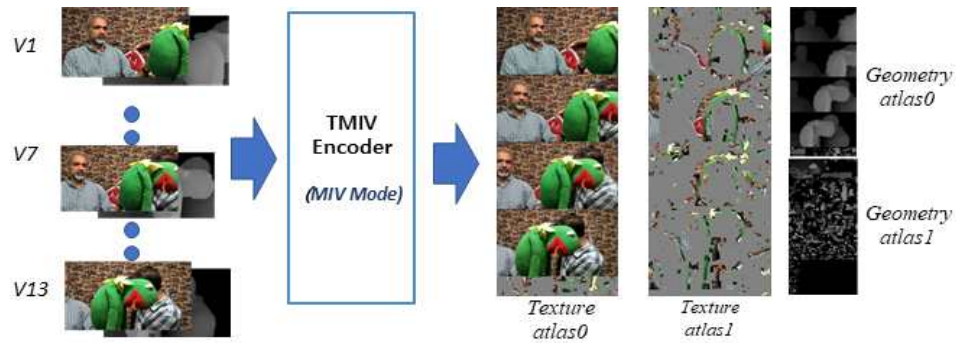 V1
V7
V13
TMIV
Encoder
(MIV Mode)
Texture
atlas0
Texture
atlas1
Geometry
atlas0
Geometry
atlas1